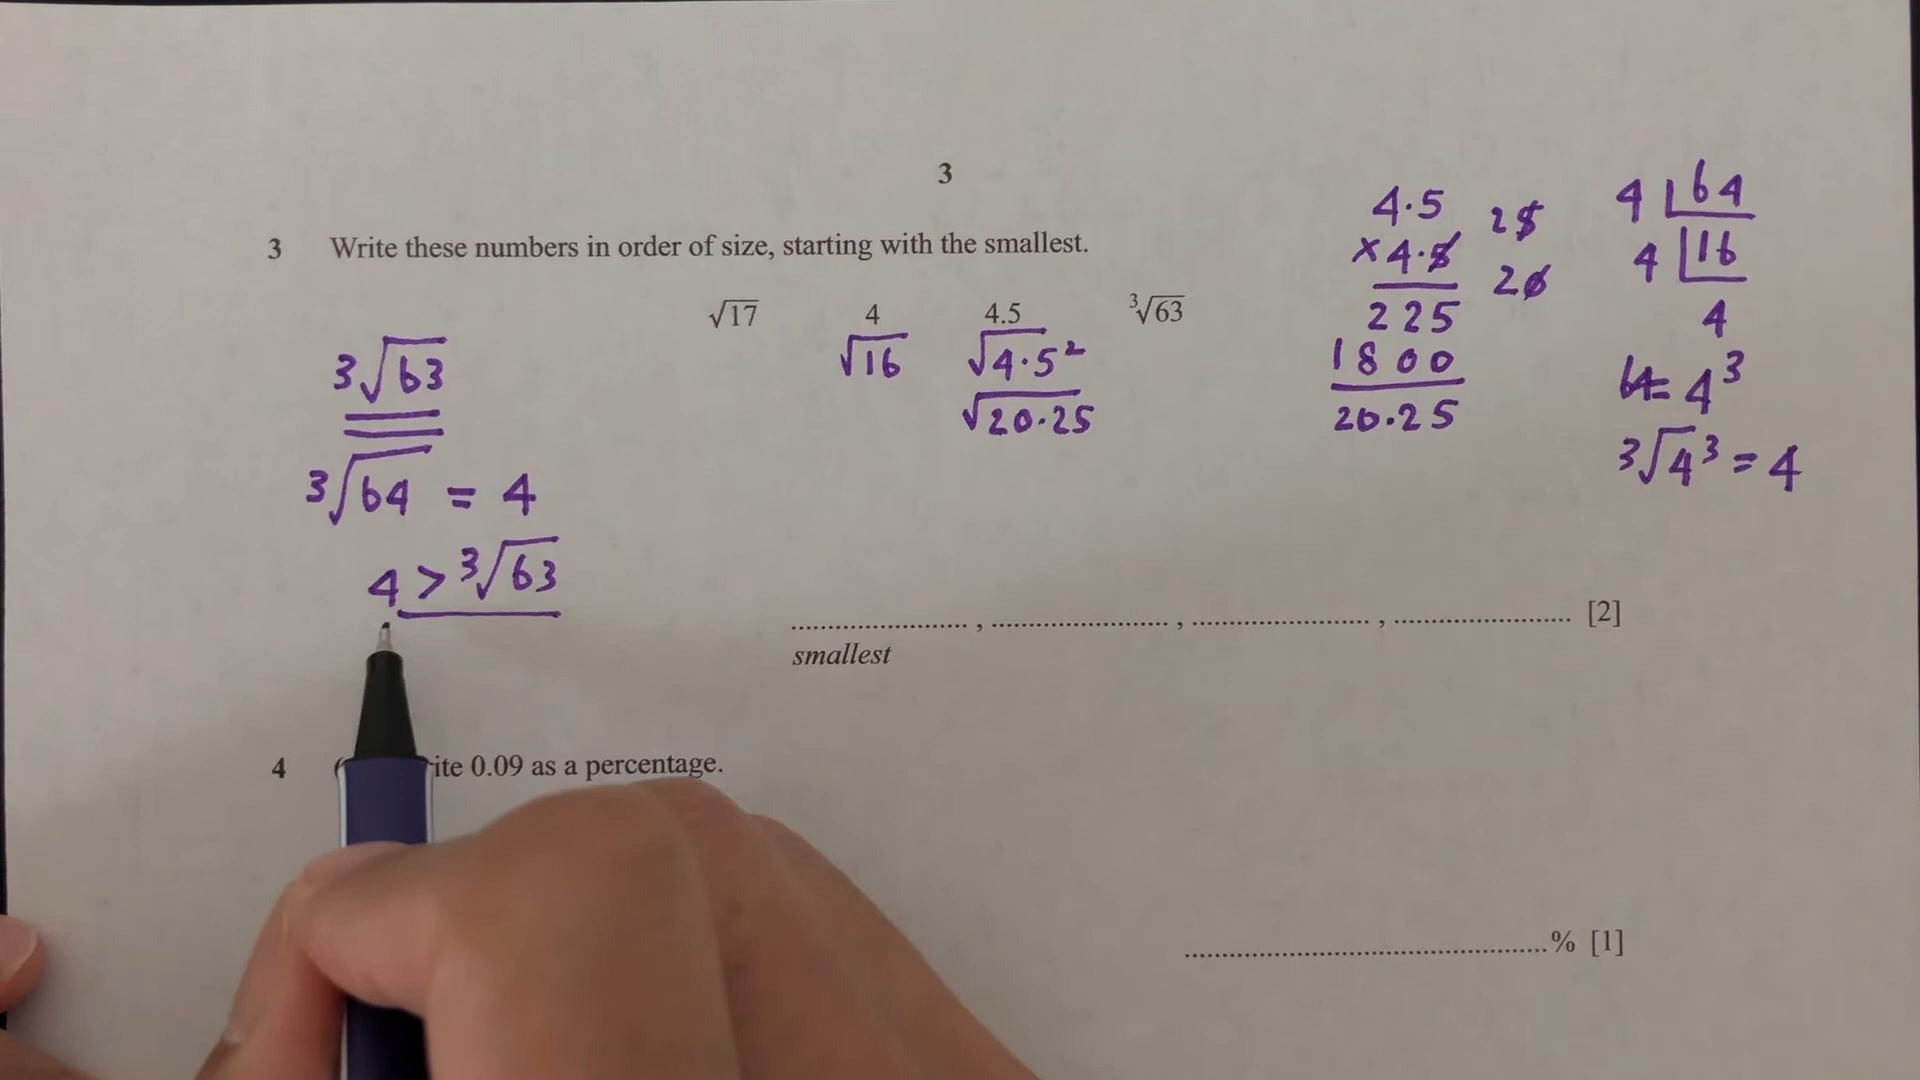 3
3 Write these numbers in order of size, starting with the smallest.
√17 4 4.5 ³√63
√16 √4·5²
√20·25
³√63
³√64 = 4
4 > ³√63
4·5 25
×4·5 20
225
1800
20·25
4 64
4 16
4
64= 4³
³√4³ = 4
........................ , ........................ , ........................ , ........................ [2]
smallest
4 ite 0.09 as a percentage.
................................................% [1]